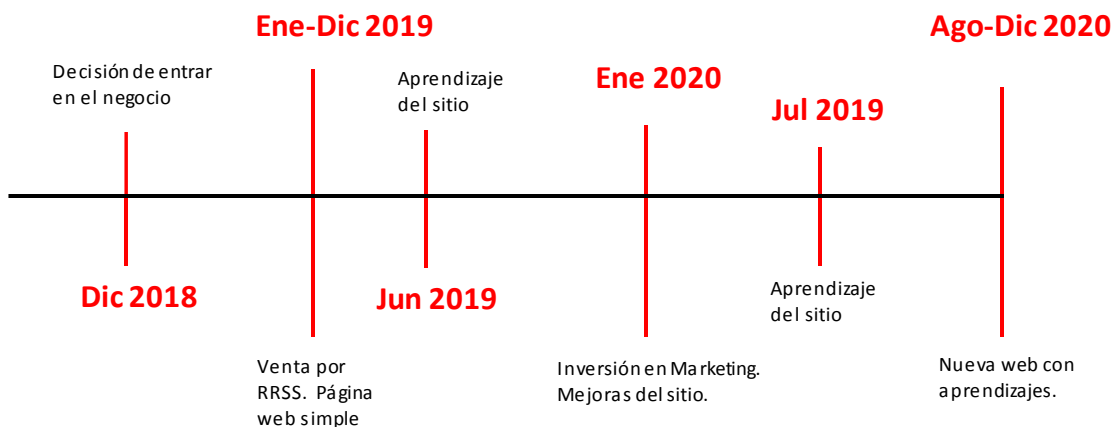 Ene-Dic 2019
Ago-Dic 2020
Decisión de entrar
en el negocio
Aprendizaje
del sitio
Ene 2020
Jul 2019
Dic 2018
Jun 2019
Aprendizaje
del sitio
Venta por
RRSS. Página
web simple
Inversión en Marketing.
Mejoras del sitio.
Nueva web con
aprendizajes.